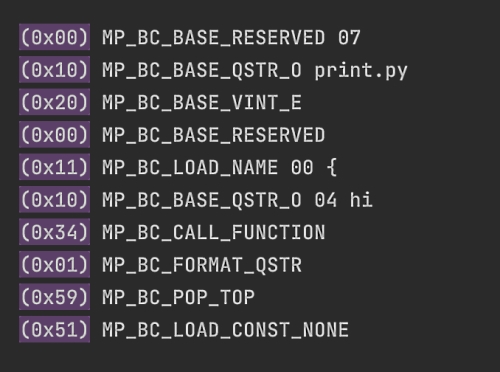 (0x00) MP_BC_BASE_RESERVED 07
(0x10) MP_BC_BASE_QSTR_O print.py
(0x20) MP_BC_BASE_VINT_E
(0x00) MP_BC_BASE_RESERVED
(0x11) MP_BC_LOAD_NAME 00 {
(0x10) MP_BC_BASE_QSTR_O 04 hi
(0x34) MP_BC_CALL_FUNCTION
(0x01) MP_BC_FORMAT_QSTR
(0x59) MP_BC_POP_TOP
(0x51) MP_BC_LOAD_CONST_NONE